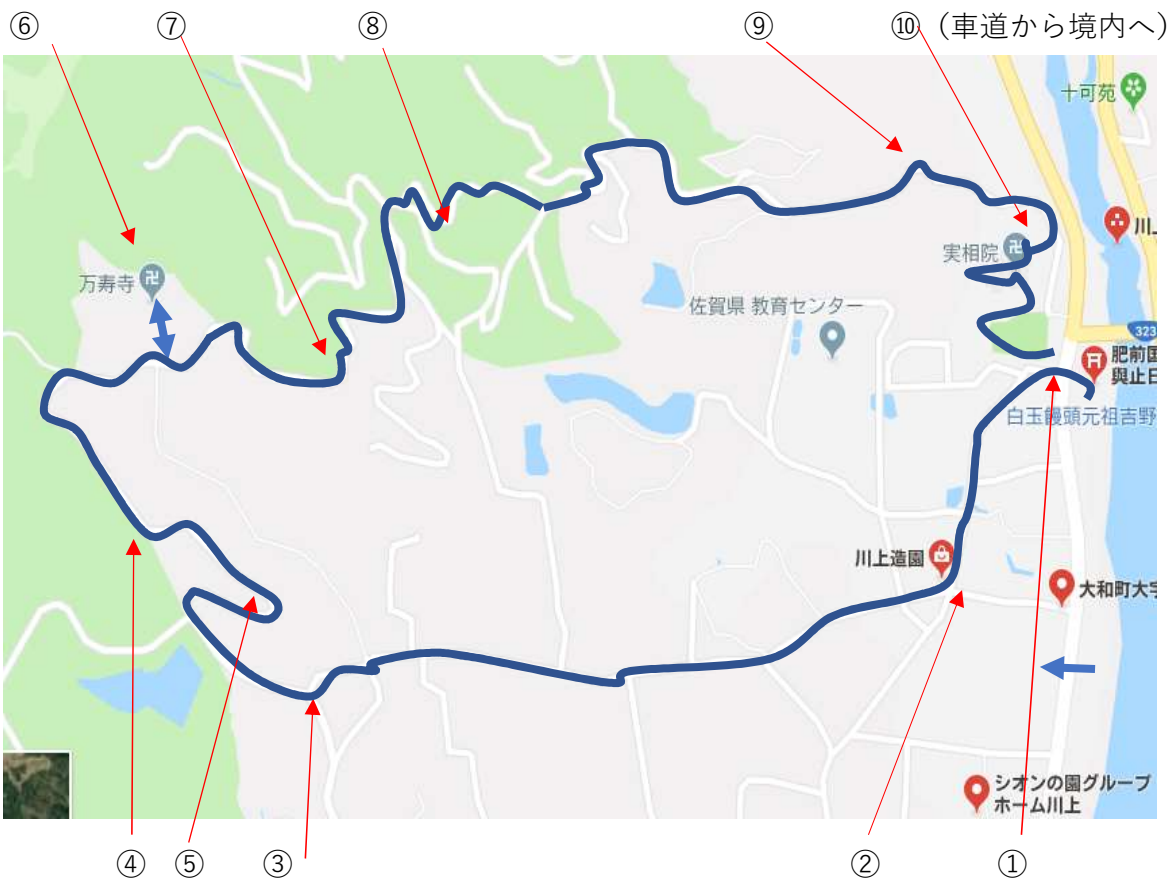 ⑥
⑦
⑧
⑨
⑩（車道から境内へ）
十可苑
川上
万寿寺
実相院
佐賀県 教育センター
323
肥前国
與止日
白玉饅頭元祖吉野
川上造園
大和町大字
シオンの園グループ
ホーム川上
④
⑤
③
②
①